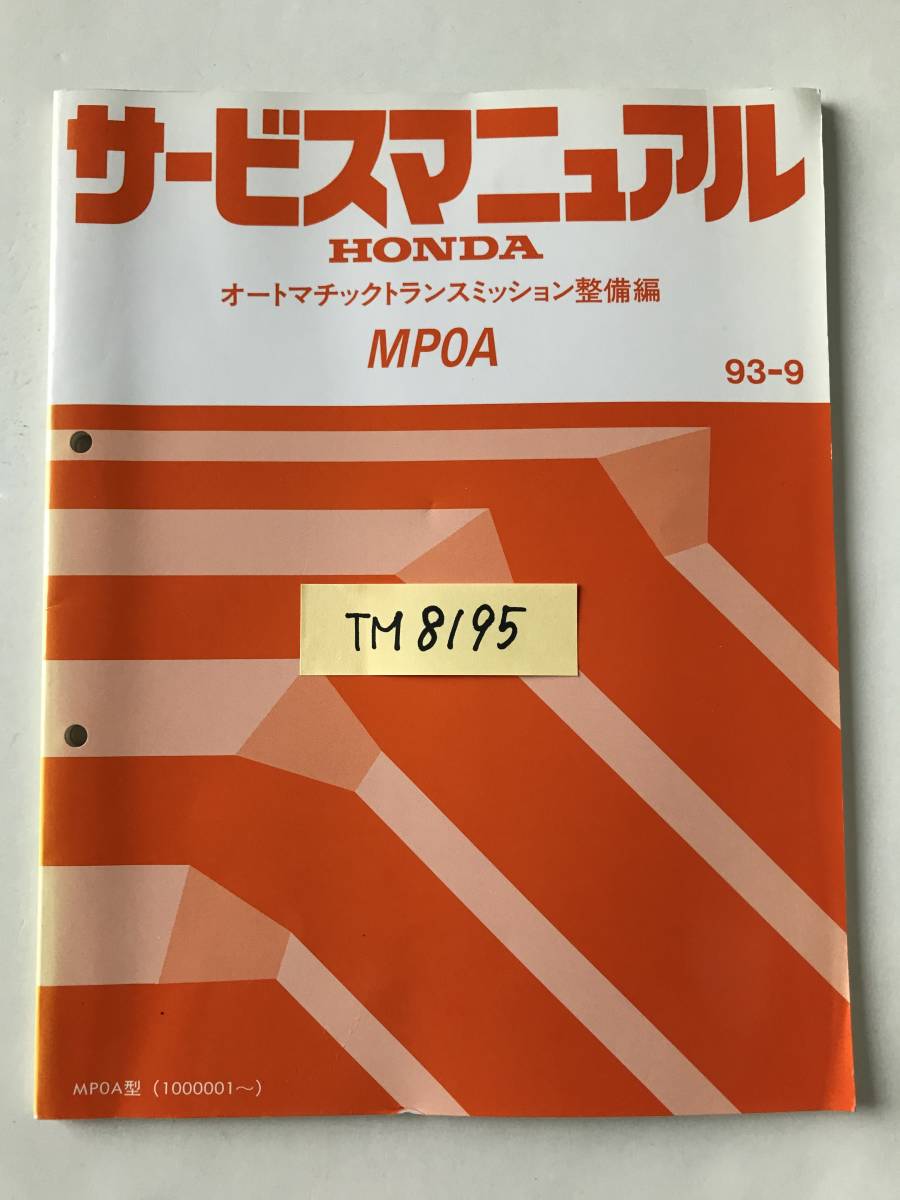 サービスマニュアル
HONDA
オートマチックトランスミッション整備編
MPOA
93-9
TM 8195
MPOA型 (1000001〜)